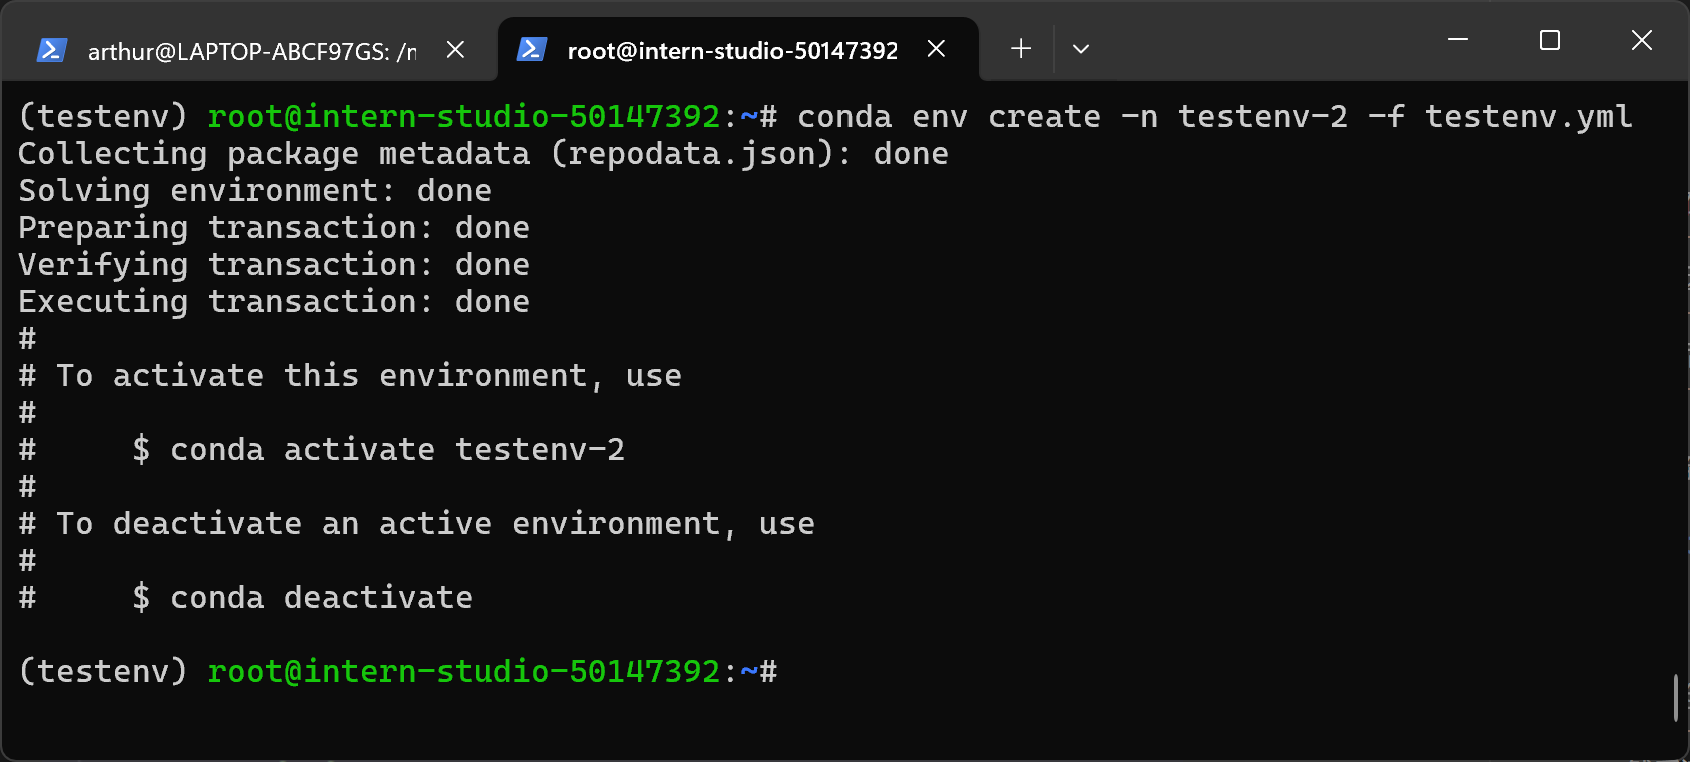 arthur@LAPTOP-ABCF97GS: /n
root@intern-studio-50147392
(testenv) root@intern-studio-50147392:~# conda env create -n testenv-2 -f testenv.yml
Collecting package metadata (repodata.json): done
Solving environment: done
Preparing transaction: done
Verifying transaction: done
Executing transaction: done
#
# To activate this environment, use
#
#     $ conda activate testenv-2
#
# To deactivate an active environment, use
#
#     $ conda deactivate
(testenv) root@intern-studio-50147392:~#